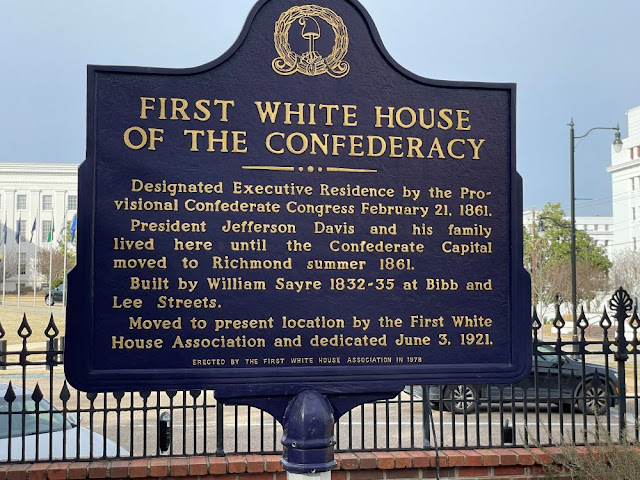 FIRST WHITE HOUSE
OF THE CONFEDERACY
Designated Executive Residence by the Pro-
visional Confederate Congress February 21, 1861.
President Jefferson Davis and his family
lived here until the Confederate Capital
moved to Richmond summer 1861.
Built by William Sayre 1832-35 at Bibb and
Lee Streets.
Moved to present location by the First White
House Association and dedicated June 3, 1921.
ERECTED BY THE FIRST WHITE HOUSE ASSOCIATION IN 1978